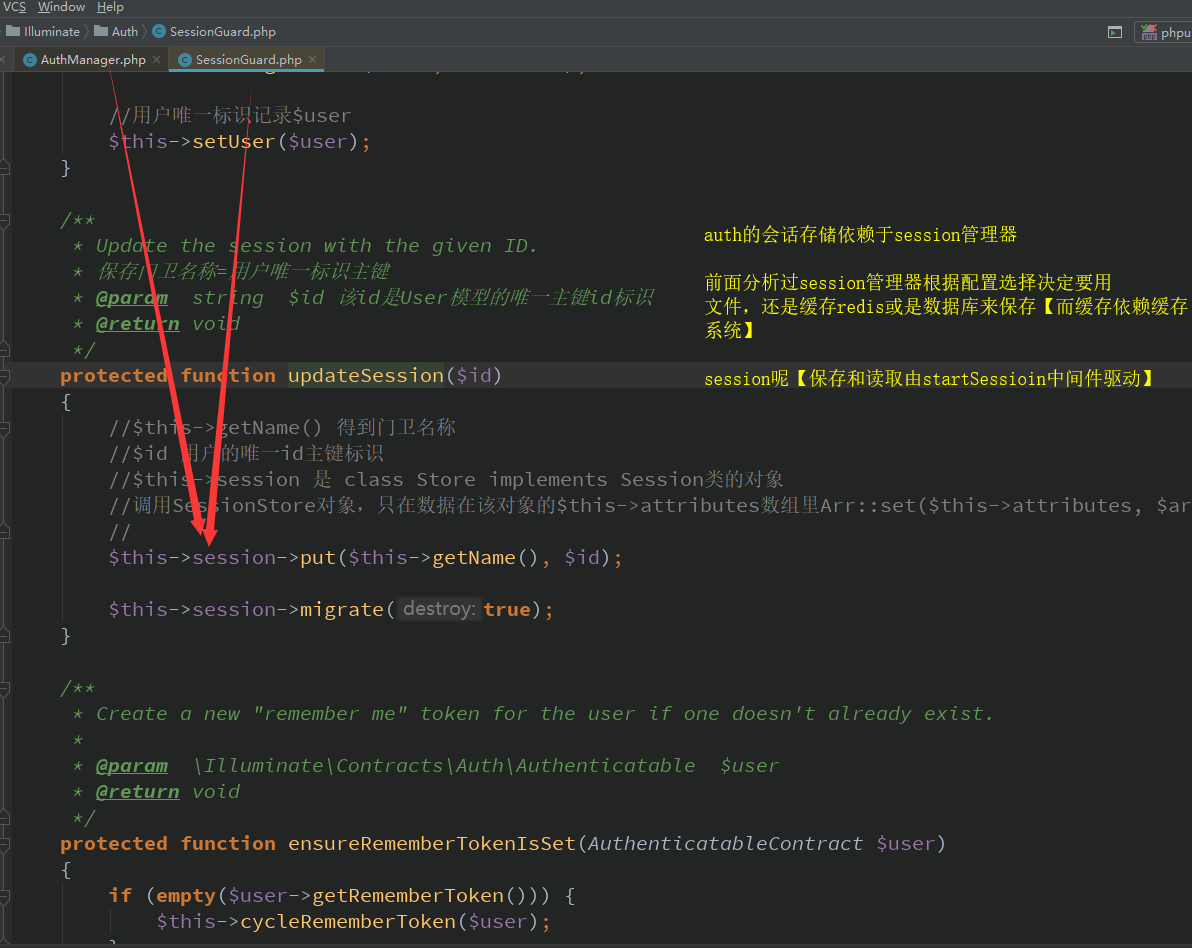 VCS Window Help
Illuminate Auth SessionGuard.php
phpu
AuthManager.php × SessionGuard.php ×
//用户唯一标识记录$user
$this->setUser($user);
}
/**
* Update the session with the given ID.
* 保存门卫名称=用户唯一标识主键
* @param string $id 该id是User模型的唯一主键id标识
* @return void
*/
protected function updateSession($id)
{
//$this->getName() 得到门卫名称
//$id 用户的唯一id主键标识
//$this->session 是 class Store implements Session类的对象
//调用SessionStore对象，只在数据在该对象的$this->attributes数组里Arr::set($this->attributes, $ar
//
$this->session->put($this->getName(), $id);
$this->session->migrate( destroy: true);
}
/**
* Create a new "remember me" token for the user if one doesn't already exist.
*
* @param \Illuminate\Contracts\Auth\Authenticatable $user
* @return void
*/
protected function ensureRememberTokenIsSet(AuthenticatableContract $user)
{
if (empty($user->getRememberToken())) {
$this->cycleRememberToken($user);
auth的会话存储依赖于session管理器
前面分析过session管理器根据配置选择决定要用
文件，还是缓存redis或是数据库来保存【而缓存依赖缓存
系统】
session呢【保存和读取由startSessioin中间件驱动】